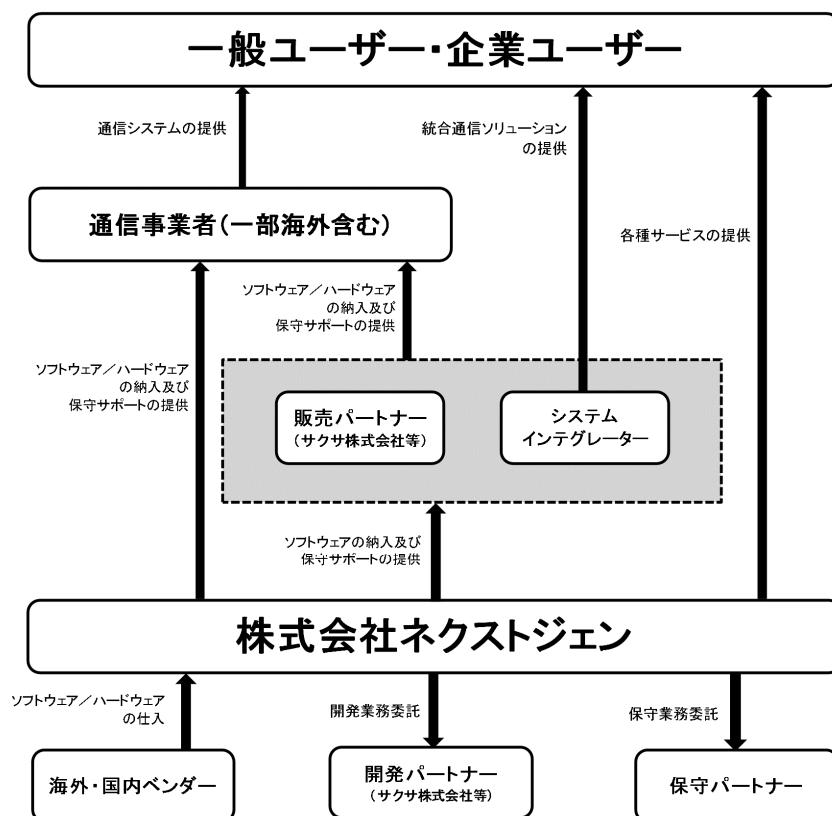 一般ユーザー・企業ユーザー
通信システムの提供
統合通信ソリューション
の提供
通信事業者(一部海外含む)
各種サービスの提供
ソフトウェア/ハードウェア
の納入及び
保守サポートの提供
ソフトウェア/ハードウェア
の納入及び
保守サポートの提供
販売パートナー
(サクサ株式会社等)
システム
インテグレーター
ソフトウェアの納入及び
保守サポートの提供
株式会社ネクストジェン
ソフトウェア/ハードウェア
の仕入
開発業務委託
保守業務委託
海外・国内ベンダー
開発パートナー
(サクサ株式会社等)
保守パートナー